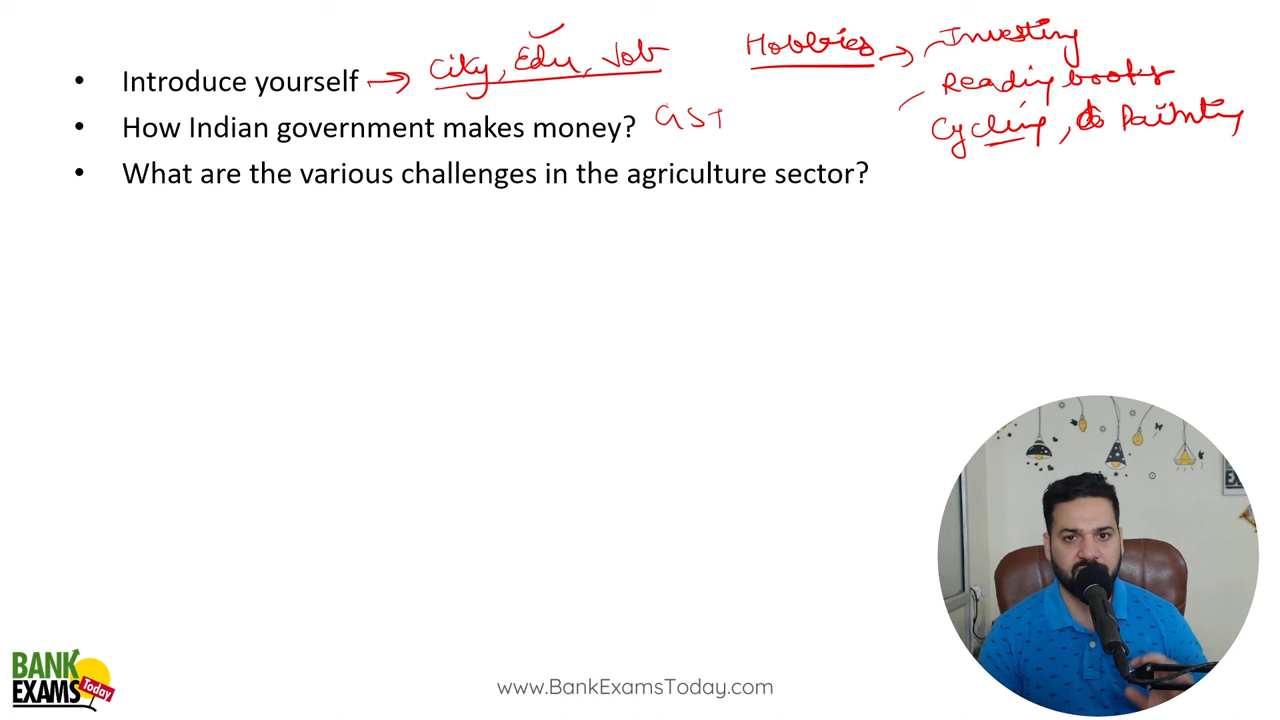 • Introduce yourself → City, Edu, Job Hobbies → Investing
Reading books
Cycling, Painting
• How Indian government makes money? GST
• What are the various challenges in the agriculture sector?
BANK
EXAMS Today
www.BankExamsToday.com